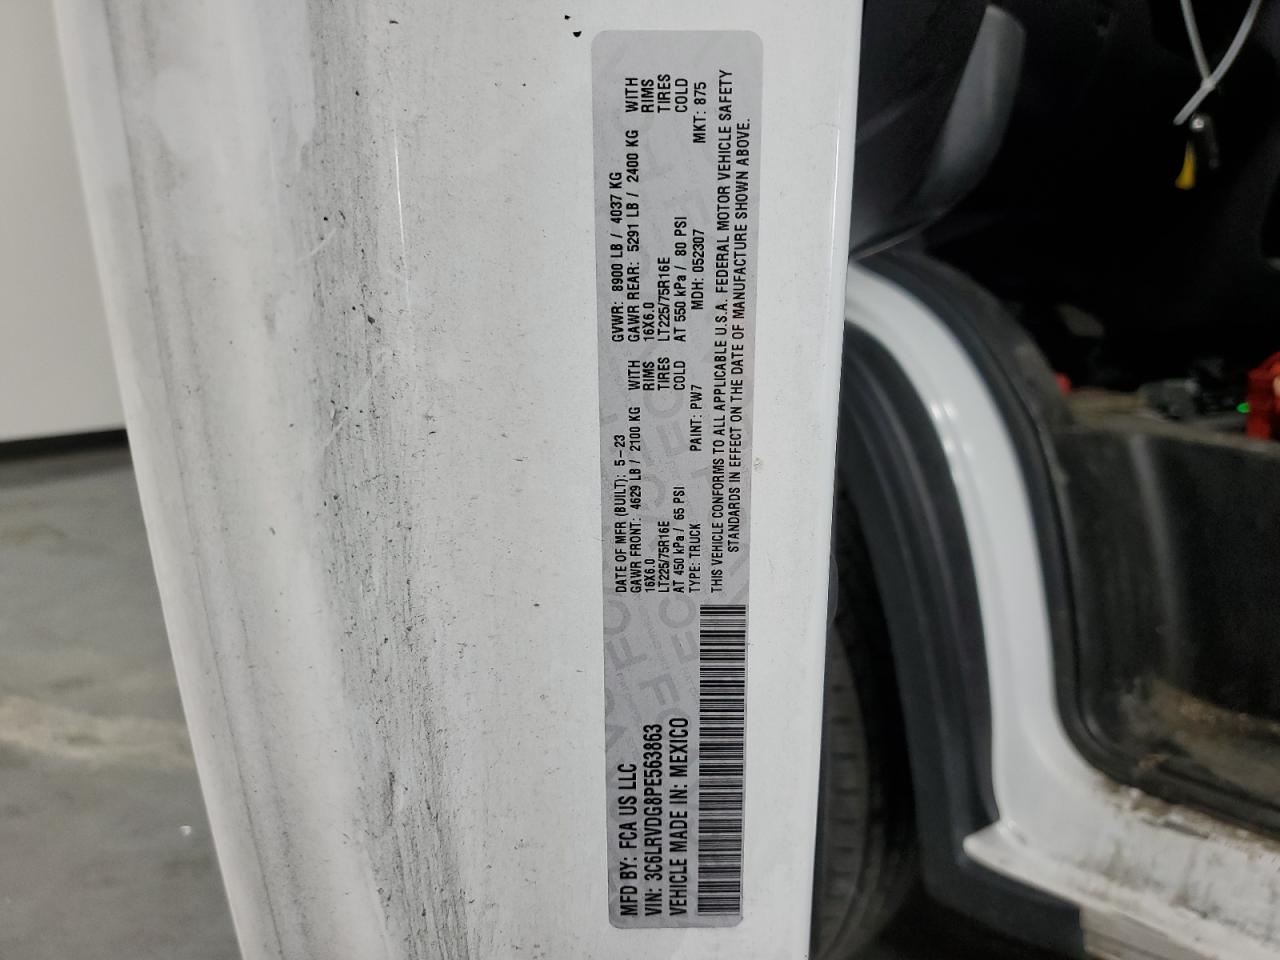 MFD BY: FCA US LLC
VIN: 3C6LRVDG8PE563863
VEHICLE MADE IN: MEXICO
DATE OF MFR (BUILT): 5-23 GVWR: 8900 LB / 4037 KG
GAWR FRONT: 4629 LB / 2100 KG WITH GAWR REAR: 5291 LB / 2400 KG WITH
16X6.0 RIMS 16X6.0 RIMS
LT225/75R16E TIRES LT225/75R16E TIRES
AT 450 kPa / 65 PSI COLD AT 550 kPa / 80 PSI COLD
TYPE: TRUCK PAINT: PW7 MDH: 052307 MKT: 875
THIS VEHICLE CONFORMS TO ALL APPLICABLE U.S.A. FEDERAL MOTOR VEHICLE SAFETY
STANDARDS IN EFFECT ON THE DATE OF MANUFACTURE SHOWN ABOVE.